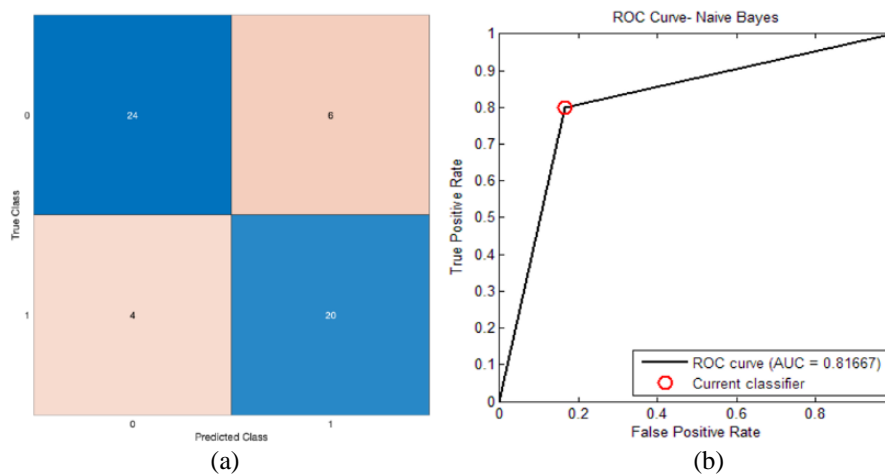 0
24
6
True Class
1
4
20
0
1
Predicted Class
(a)
ROC Curve- Naive Bayes
1
0.9
0.8
0.7
0.6
0.5
0.4
0.3
0.2
0.1
0
True Positive Rate
ROC curve (AUC = 0.81667)
Current classifier
0
0.2
0.4
0.6
0.8
False Positive Rate
(b)